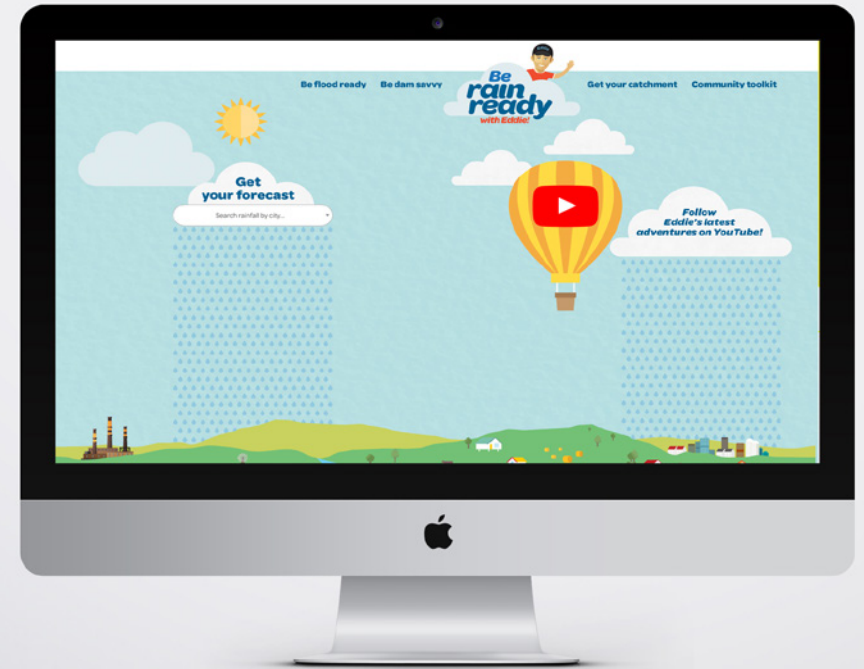 Be flood ready
Be dam savvy
Be
rain
ready
with Eddie!
Get your catchment
Community toolkit
Get
your forecast
Search rainfall by city...
Follow
Eddie's latest
adventures on YouTube!